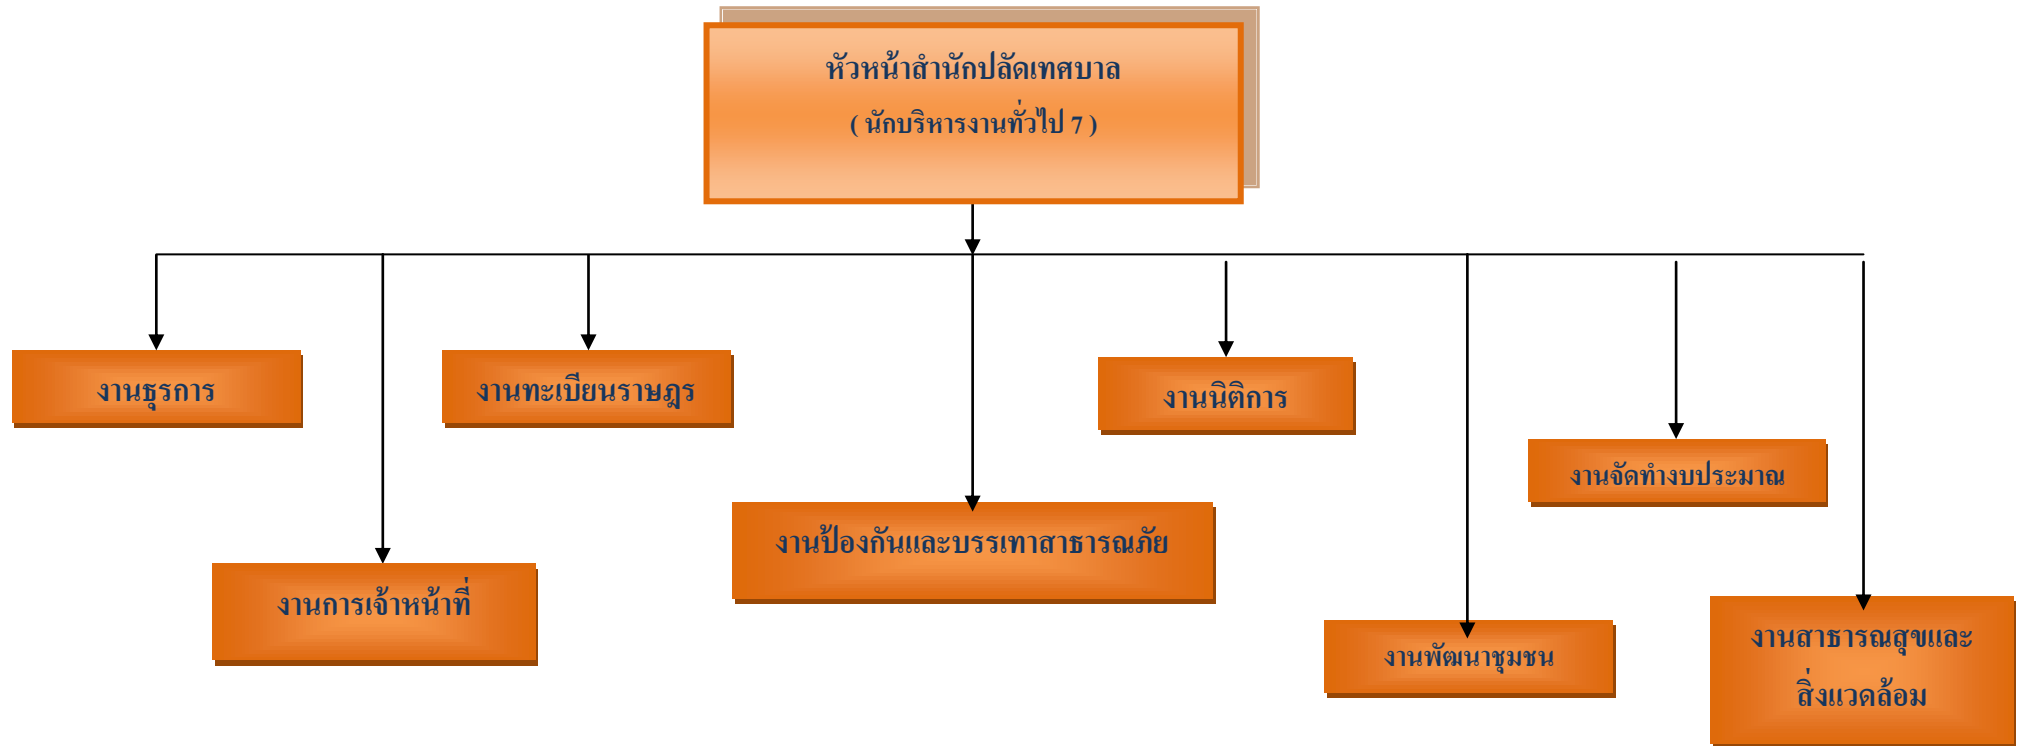 หัวหน้าสำนักปลัดเทศบาล
( นักบริหารงานทั่วไป 7 )
งานธุรการ
งานทะเบียนราษฎร
งานนิติการ
งานจัดทำงบประมาณ
งานป้องกันและบรรเทาสาธารณภัย
งานการเจ้าหน้าที่
งานพัฒนาชุมชน
งานสาธารณสุขและ
สิ่งแวดล้อม